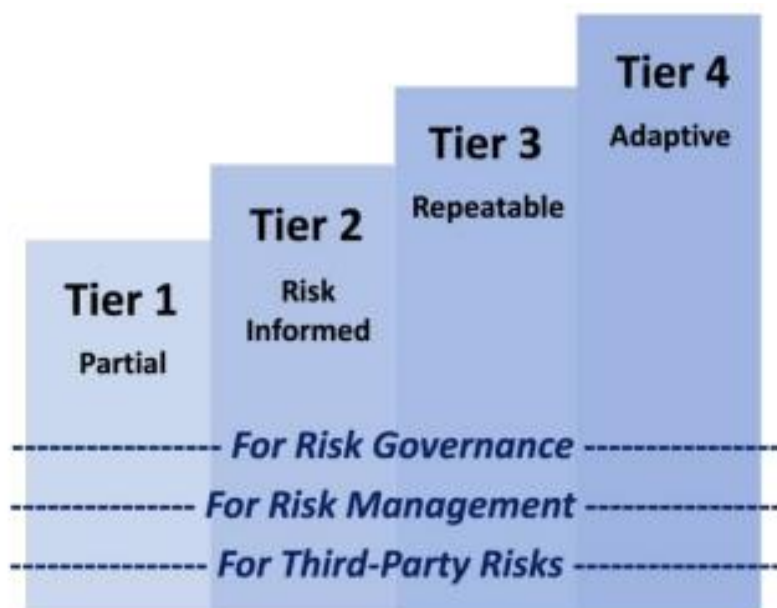 Tier 1
Partial
Tier 2
Risk
Informed
Tier 3
Repeatable
Tier 4
Adaptive
For Risk Governance
For Risk Management
For Third-Party Risks